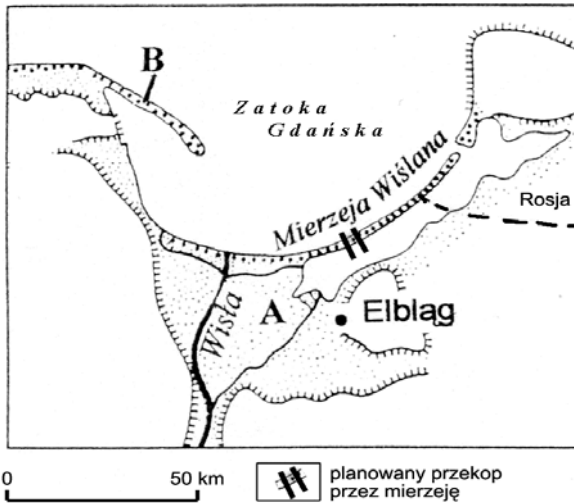 B
Zatoka
Gdańska
Mierzeja Wiślana
Rosja
A
Elbląg
Wisła
0 50 km
planowany przekop
przez mierzeję